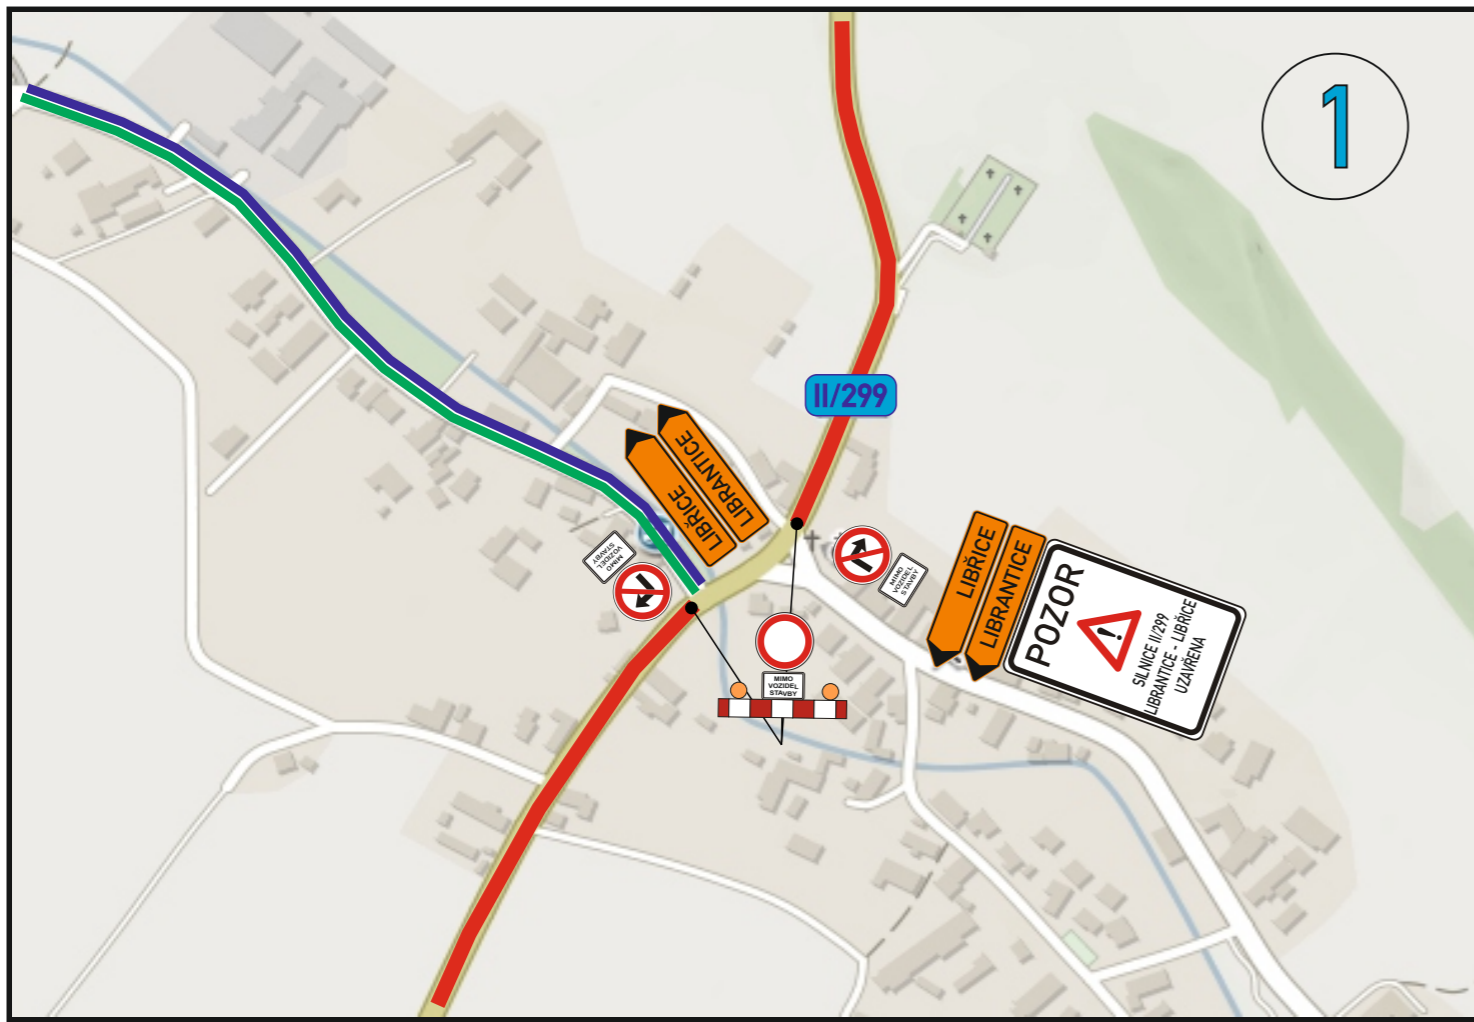 1
II/299
LIBRANTICE
LIBŘICE
MIMO
VOZIDEL
STAVBY
MIMO
VOZIDEL
STAVBY
LIBŘICE
LIBRANTICE
POZOR
SILNICE II/299
LIBRANTICE - LIBŘICE
UZAVŘENA
MIMO
VOZIDEL
STAVBY